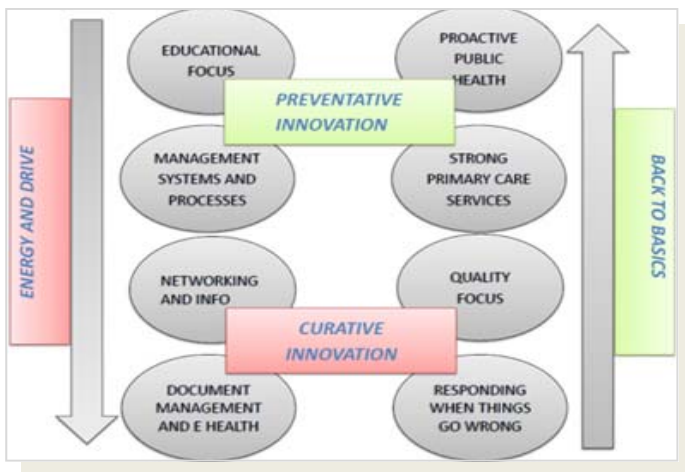 EDUCATIONAL
FOCUS
PROACTIVE
PUBLIC
HEALTH
PREVENTATIVE
INNOVATION
MANAGEMENT
SYSTEMS AND
PROCESSES
STRONG
PRIMARY CARE
SERVICES
ENERGY AND DRIVE
BACK TO BASICS
NETWORKING
AND INFO
QUALITY
FOCUS
CURATIVE
INNOVATION
DOCUMENT
MANAGEMENT
AND E HEALTH
RESPONDING
WHEN THINGS
GO WRONG